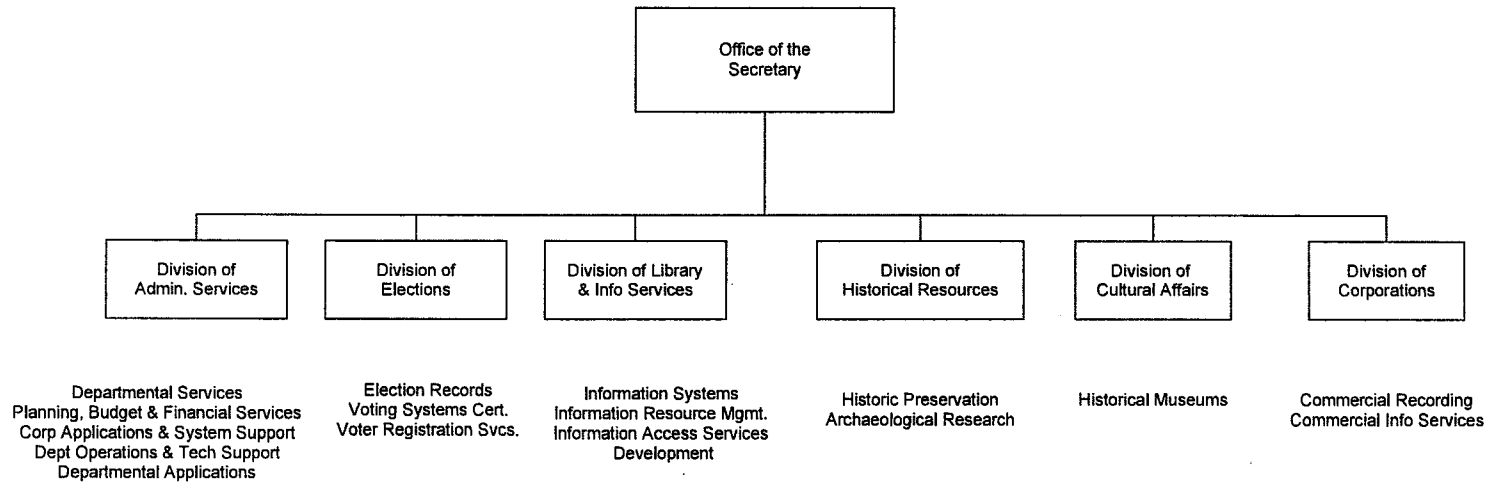 Office of the
Secretary
Division of
Admin. Services
Division of
Elections
Division of Library
& Info Services
Division of
Historical Resources
Division of
Cultural Affairs
Division of
Corporations
Departmental Services
Planning, Budget & Financial Services
Corp Applications & System Support
Dept Operations & Tech Support
Departmental Applications
Election Records
Voting Systems Cert.
Voter Registration Svcs.
Information Systems
Information Resource Mgmt.
Information Access Services
Development
Historic Preservation
Archaeological Research
Historical Museums
Commercial Recording
Commercial Info Services